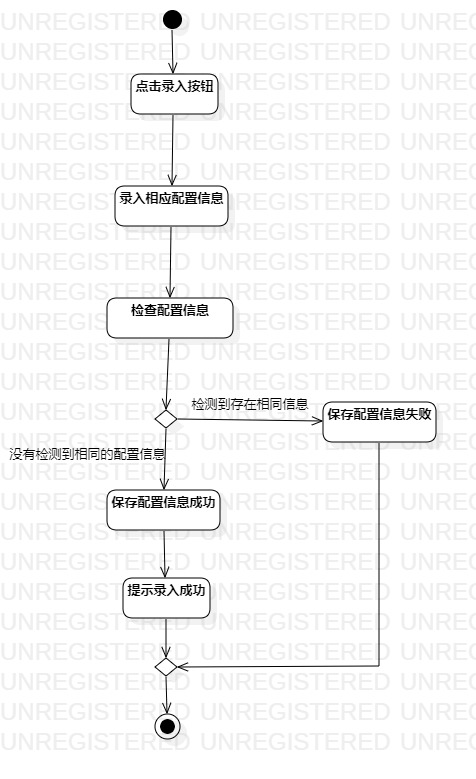 点击录入按钮
录入相应配置信息
检查配置信息
检测到存在相同信息
保存配置信息失败
没有检测到相同的配置信息
保存配置信息成功
提示录入成功
UNREGISTERED